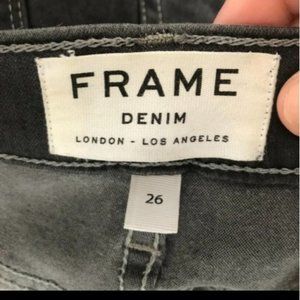 FRAME
DENIM
LONDON - LOS ANGELES
26